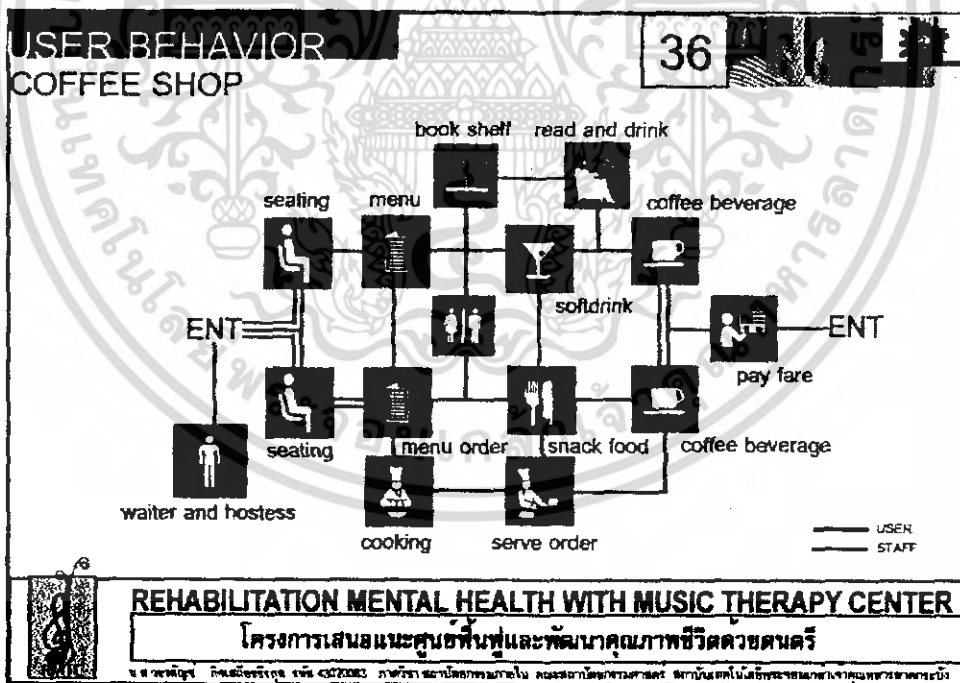 USER BEHAVIOR
36
COFFEE SHOP
book shelf read and drink
seating menu coffee beverage
softdrink
ENT ENT
pay fare
seating menu order snack food coffee beverage
waiter and hostess
cooking serve order
USER
STAFF
REHABILITATION MENTAL HEALTH WITH MUSIC THERAPY CENTER
โครงการเสนอแนะศูนย์ฟื้นฟูและพัฒนาคุณภาพชีวิตด้วยดนตรี